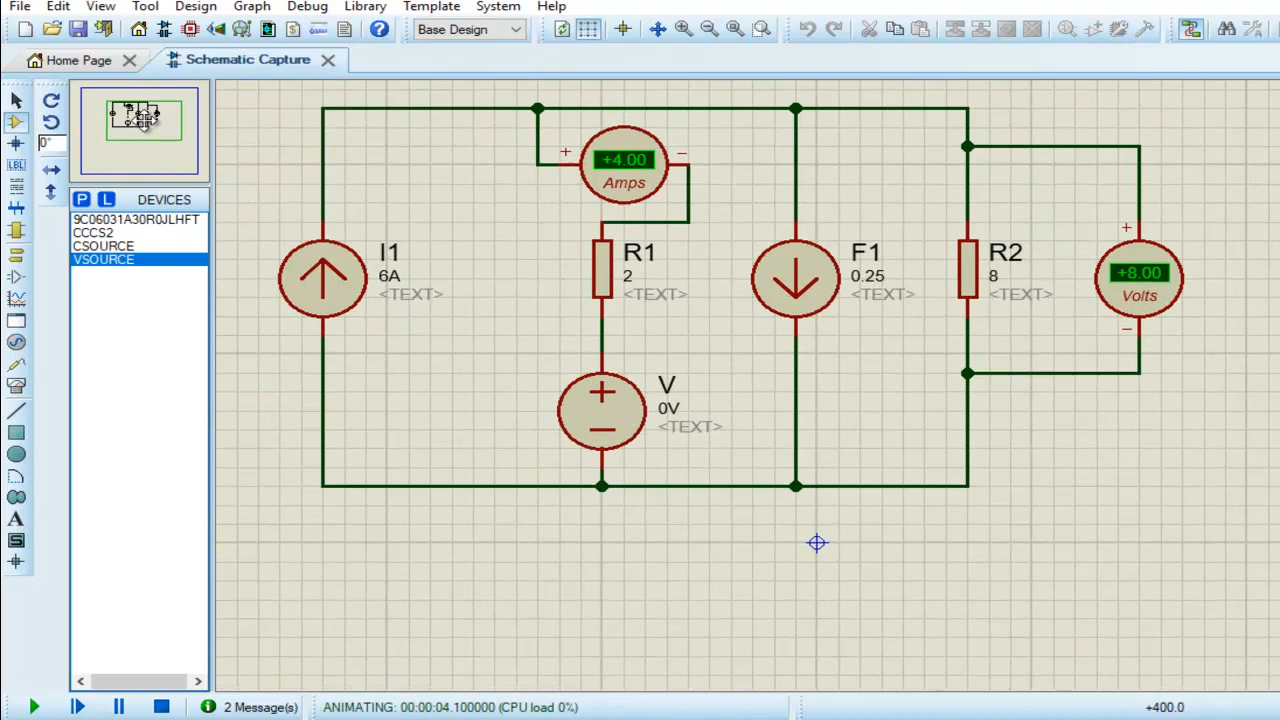 File Edit View Tool Design Graph Debug Library Template System Help
Base Design
Home Page Schematic Capture
0°
LBL
P L DEVICES
9C06031A30R0JLHFT
CCCS2
CSOURCE
VSOURCE
A
S
+ +4.00 −
Amps
I1
6A
<TEXT>
R1
2
<TEXT>
F1
0.25
<TEXT>
R2
8
<TEXT>
+
+8.00
Volts
−
V
0V
<TEXT>
2 Message(s) ANIMATING: 00:00:04.100000 (CPU load 0%) +400.0